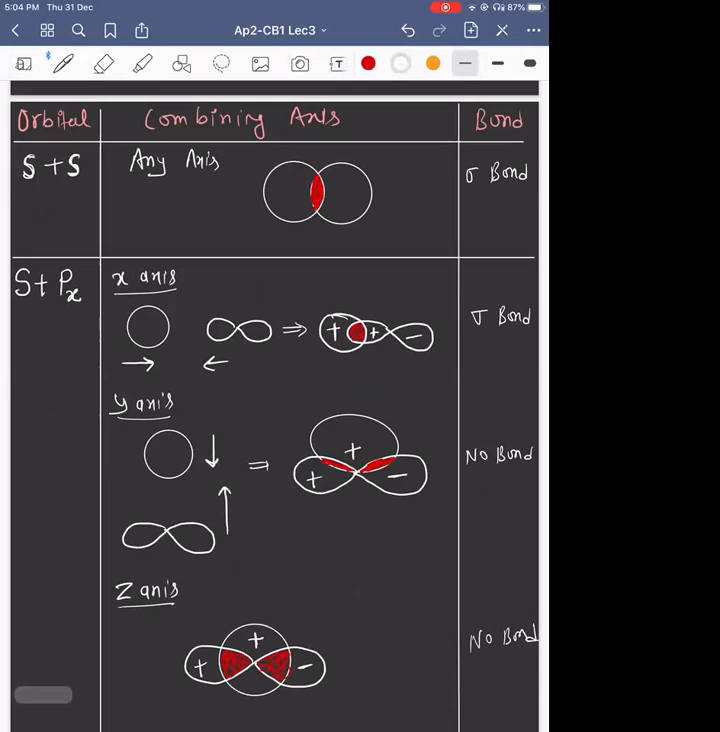 5:04 PM Thu 31 Dec
87%
Ap2-CB1 Lec3
T
Orbital Combining Axis Bond
S+S Any Axis σ Bond
S+Px x axis
+ + - σ Bond
y axis
+
+ - No Bond
z axis
+
+ - No Bond